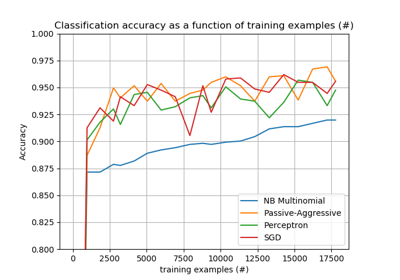 Classification accuracy as a function of training examples (#)
1.000
0.975
0.950
0.925
0.900
0.875
0.850
0.825
0.800
Accuracy
NB Multinomial
Passive-Aggressive
Perceptron
SGD
0 2500 5000 7500 10000 12500 15000 17500
training examples (#)